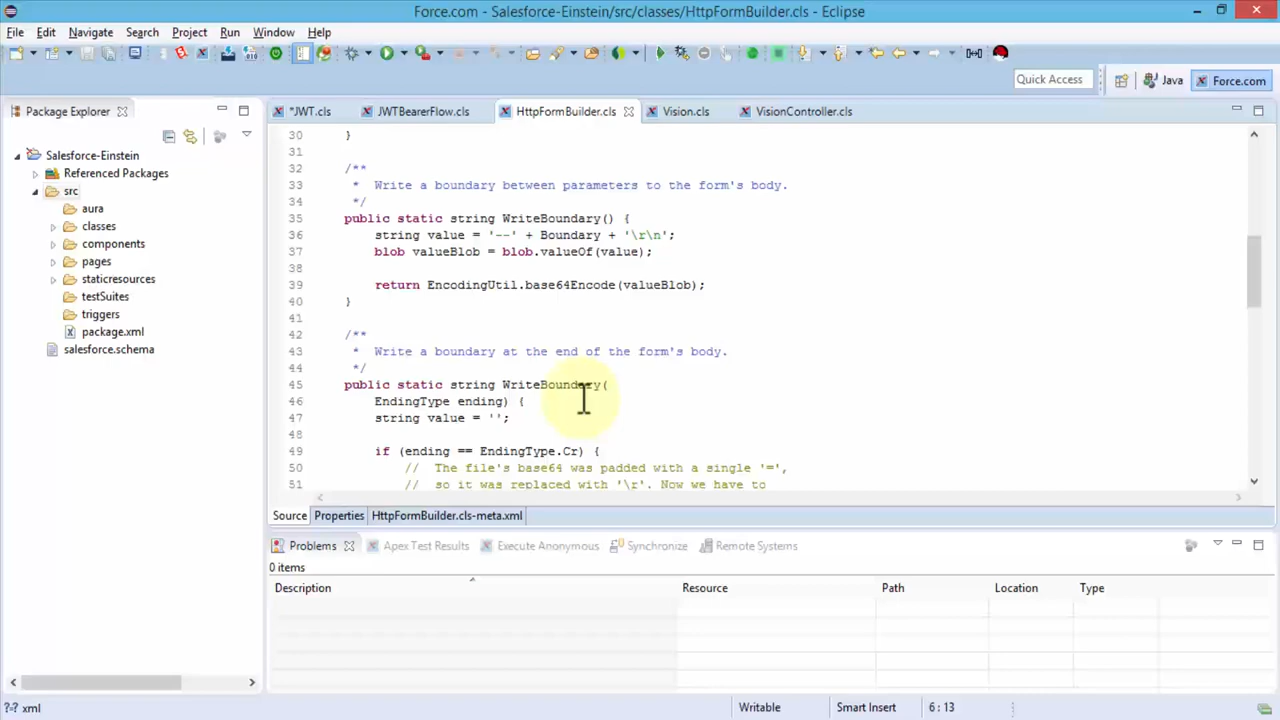 Force.com - Salesforce-Einstein/src/classes/HttpFormBuilder.cls - Eclipse
File Edit Navigate Search Project Run Window Help
Quick Access Java Force.com
Package Explorer
*JWT.cls JWTBearerFlow.cls HttpFormBuilder.cls Vision.cls VisionController.cls
Salesforce-Einstein
Referenced Packages
src
aura
classes
components
pages
staticresources
testSuites
triggers
package.xml
salesforce.schema
30 }
31
32 /**
33 * Write a boundary between parameters to the form's body.
34 */
35 public static string WriteBoundary() {
36 string value = '--' + Boundary + '\r\n';
37 blob valueBlob = blob.valueOf(value);
38
39 return EncodingUtil.base64Encode(valueBlob);
40 }
41
42 /**
43 * Write a boundary at the end of the form's body.
44 */
45 public static string WriteBoundary(
46 EndingType ending) {
47 string value = '';
48
49 if (ending == EndingType.Cr) {
50 // The file's base64 was padded with a single '=',
51 // so it was replaced with '\r'. Now we have to
Source Properties HttpFormBuilder.cls-meta.xml
Problems Apex Test Results Execute Anonymous Synchronize Remote Systems
0 items
Description Resource Path Location Type
xml Writable Smart Insert 6 : 13